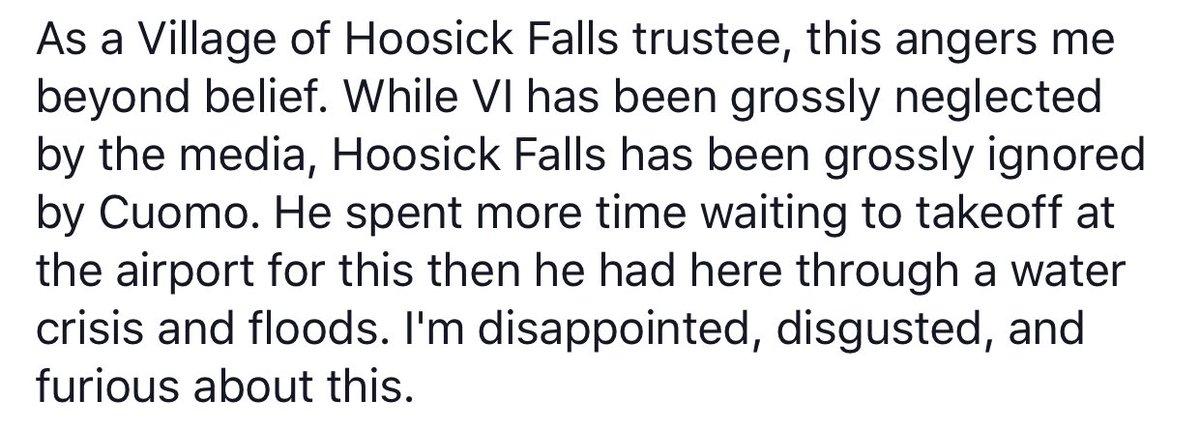 As a Village of Hoosick Falls trustee, this angers me
beyond belief. While VI has been grossly neglected
by the media, Hoosick Falls has been grossly ignored
by Cuomo. He spent more time waiting to takeoff at
the airport for this then he had here through a water
crisis and floods. I'm disappointed, disgusted, and
furious about this.